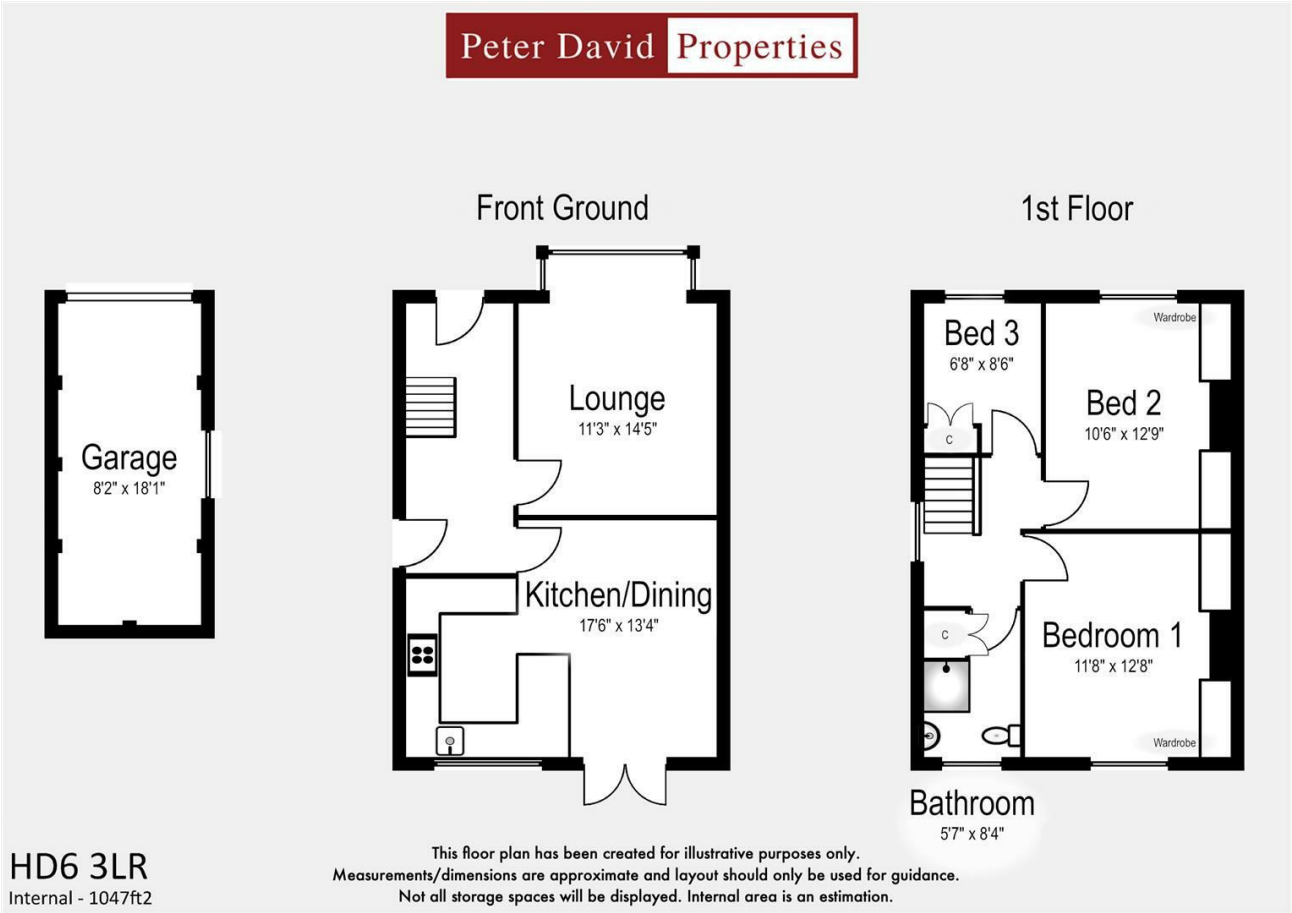 Peter David Properties
Front Ground
1st Floor
Garage
8'2" x 18'1"
Lounge
11'3" x 14'5"
Kitchen/Dining
17'6" x 13'4"
Bed 3
6'8" x 8'6"
C
Wardrobe
Bed 2
10'6" x 12'9"
C
Bedroom 1
11'8" x 12'8"
Wardrobe
Bathroom
5'7" x 8'4"
HD6 3LR
Internal - 1047ft2
This floor plan has been created for illustrative purposes only.
Measurements/dimensions are approximate and layout should only be used for guidance.
Not all storage spaces will be displayed. Internal area is an estimation.